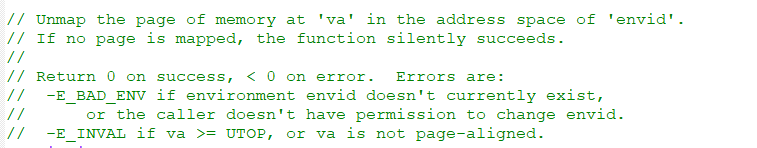 // Unmap the page of memory at 'va' in the address space of 'envid'.
// If no page is mapped, the function silently succeeds.
//
// Return 0 on success, < 0 on error.  Errors are:
//  -E_BAD_ENV if environment envid doesn't currently exist,
//      or the caller doesn't have permission to change envid.
//  -E_INVAL if va >= UTOP, or va is not page-aligned.